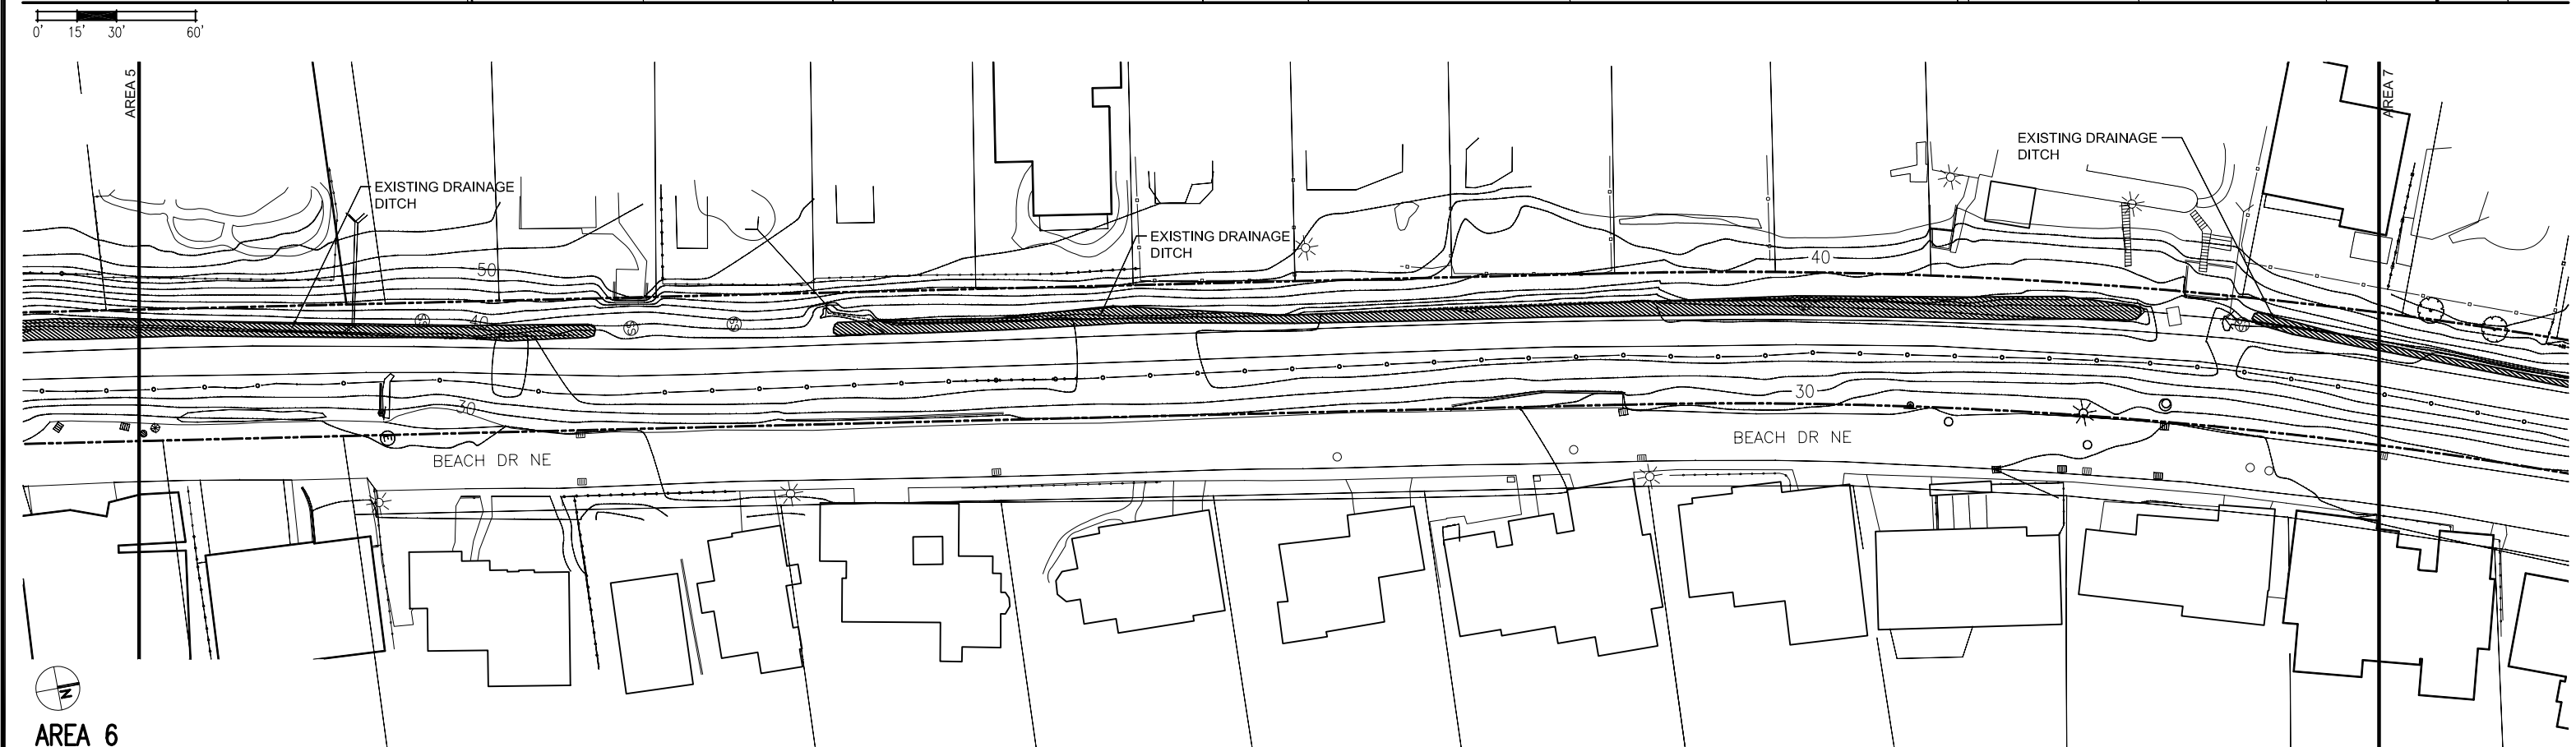 0' 15' 30' 60'
AREA 5
AREA 7
EXISTING DRAINAGE
DITCH
EXISTING DRAINAGE
DITCH
EXISTING DRAINAGE
DITCH
50
40
40
30
30
BEACH DR NE
BEACH DR NE
E
N
AREA 6